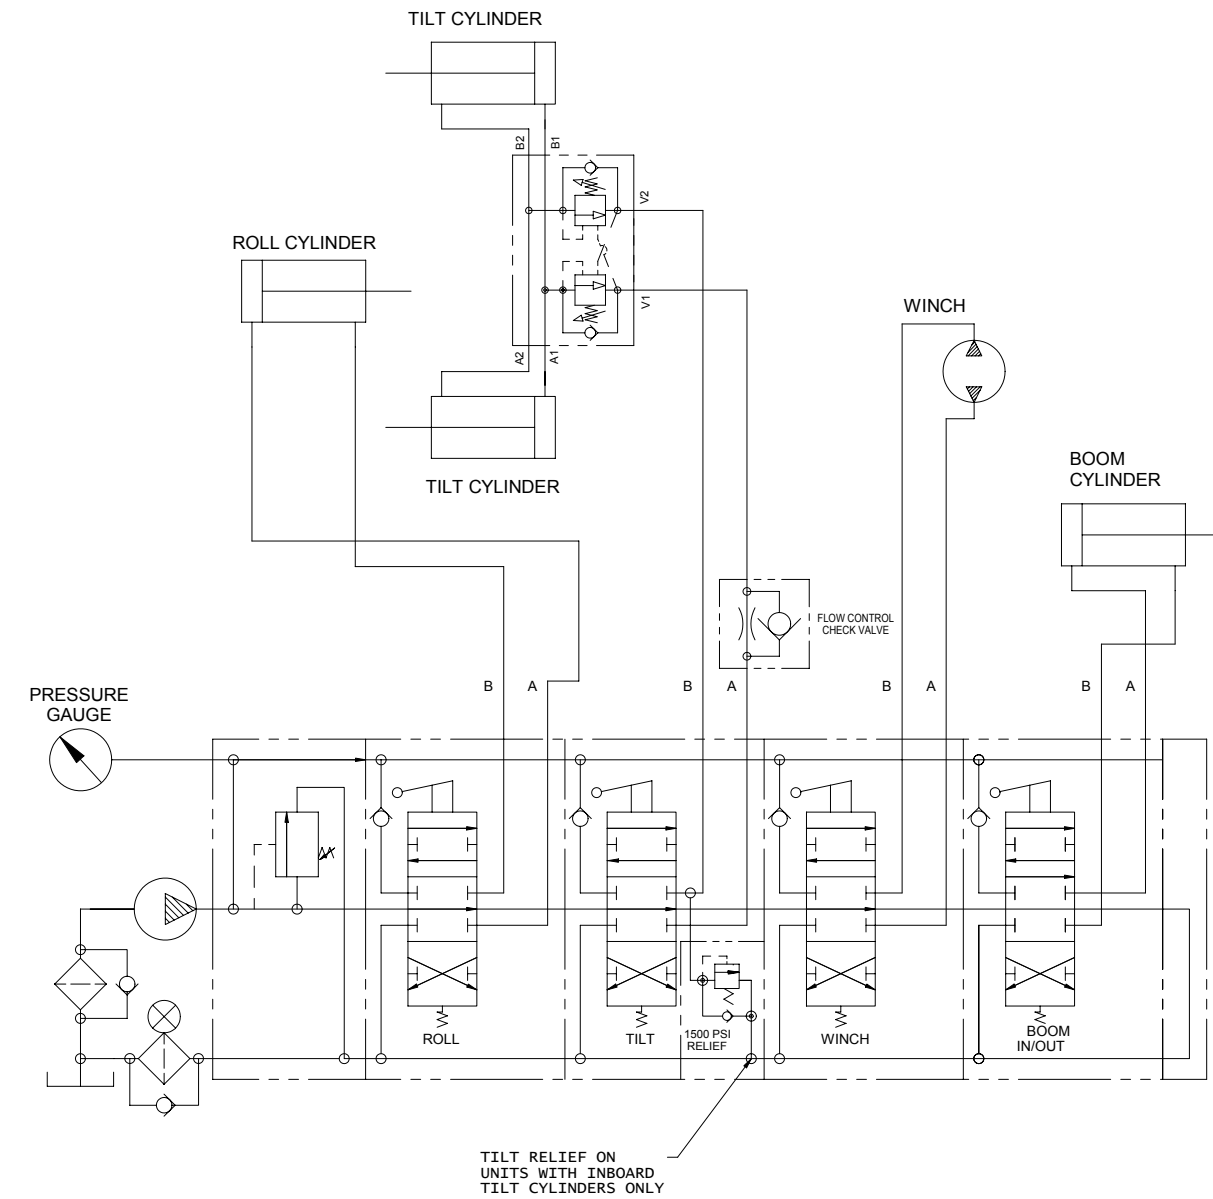 TILT CYLINDER
B2
B1
V2
ROLL CYLINDER
V1
WINCH
A2
A1
BOOM
CYLINDER
TILT CYLINDER
FLOW CONTROL
CHECK VALVE
PRESSURE
GAUGE
B
A
B
A
B
A
B
A
ROLL
TILT
1500 PSI
RELIEF
WINCH
BOOM
IN/OUT
TILT RELIEF ON
UNITS WITH INBOARD
TILT CYLINDERS ONLY